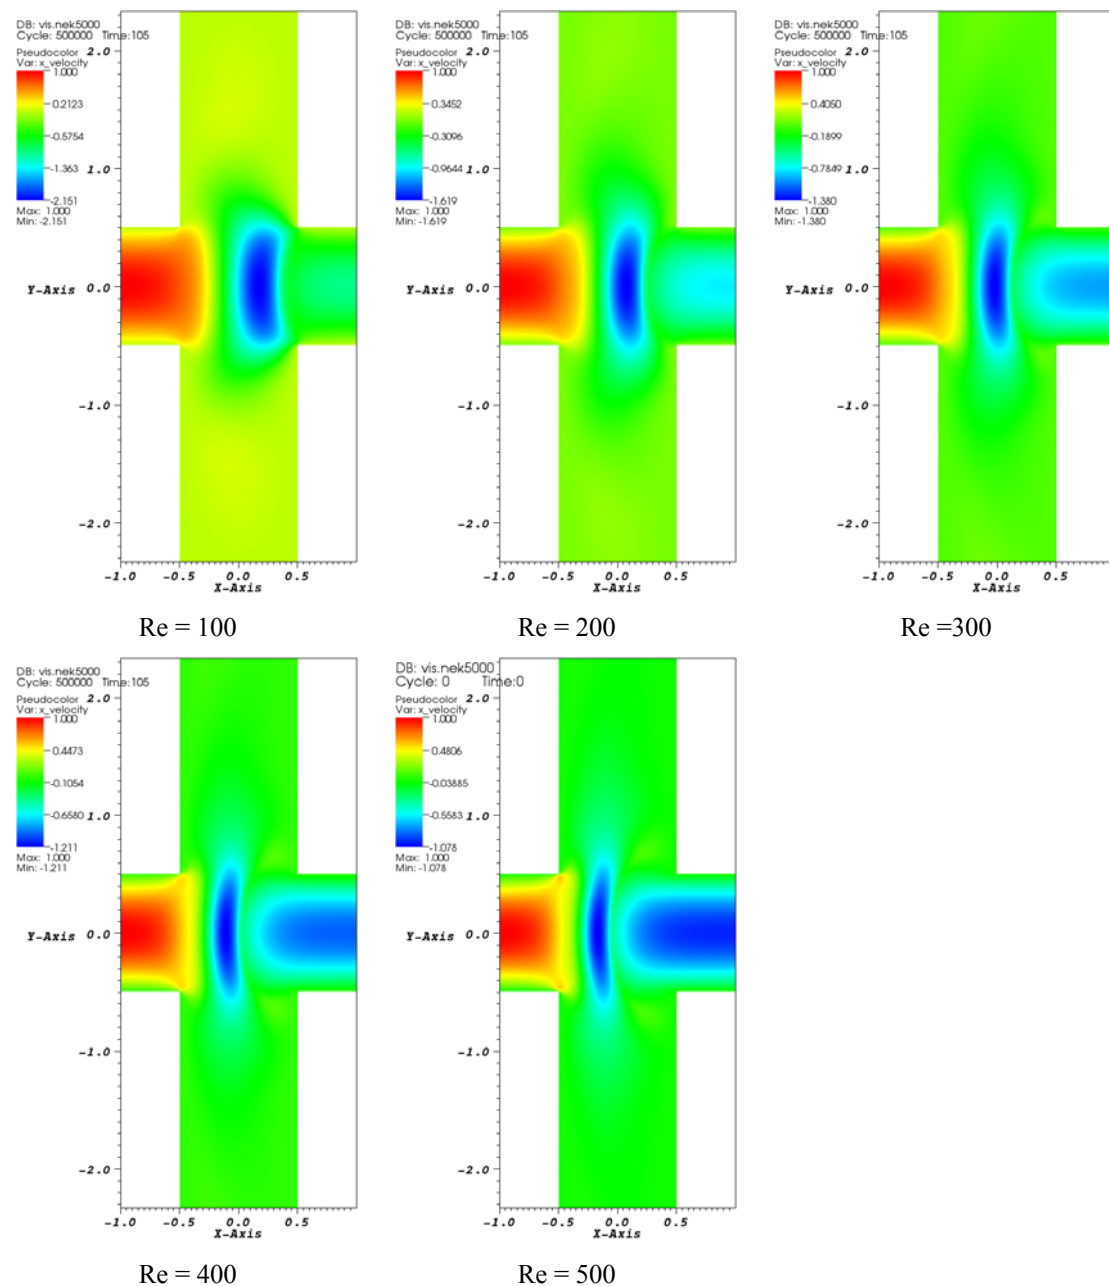 DB: vis.nek5000
Cycle: 500000 Time:105
Pseudocolor
Var: x_velocity
1.000
0.2123
-0.5754
-1.363
-2.151
Max: 1.000
Min: -2.151
2.0
1.0
Y-Axis 0.0
-1.0
-2.0
-1.0 -0.5 0.0 0.5
X-Axis
Re = 100
DB: vis.nek5000
Cycle: 500000 Time:105
Pseudocolor
Var: x_velocity
1.000
0.3452
-0.3096
-0.9644
-1.619
Max: 1.000
Min: -1.619
2.0
1.0
Y-Axis 0.0
-1.0
-2.0
-1.0 -0.5 0.0 0.5
X-Axis
Re = 200
DB: vis.nek5000
Cycle: 500000 Time:105
Pseudocolor
Var: x_velocity
1.000
0.4050
-0.1899
-0.7849
-1.380
Max: 1.000
Min: -1.380
2.0
1.0
Y-Axis 0.0
-1.0
-2.0
-1.0 -0.5 0.0 0.5
X-Axis
Re =300
DB: vis.nek5000
Cycle: 500000 Time:105
Pseudocolor
Var: x_velocity
1.000
0.4473
-0.1054
-0.6580
-1.211
Max: 1.000
Min: -1.211
2.0
1.0
Y-Axis 0.0
-1.0
-2.0
-1.0 -0.5 0.0 0.5
X-Axis
Re = 400
DB: vis.nek5000
Cycle: 0 Time:0
Pseudocolor
Var: x_velocity
1.000
0.4806
-0.03885
-0.5583
-1.078
Max: 1.000
Min: -1.078
2.0
1.0
Y-Axis 0.0
-1.0
-2.0
-1.0 -0.5 0.0 0.5
X-Axis
Re = 500